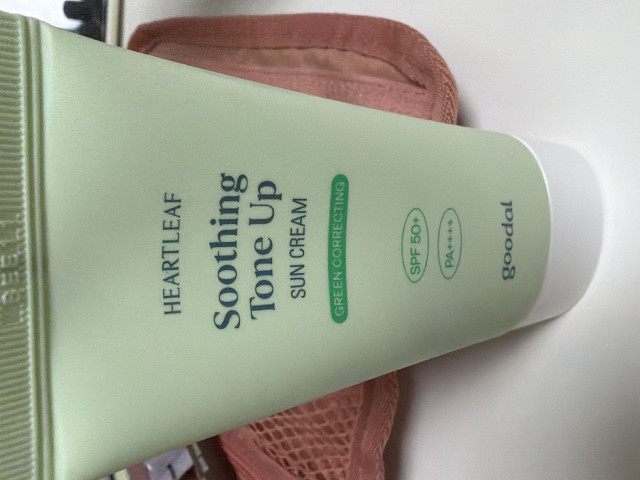 HEARTLEAF
Soothing
Tone Up
SUN CREAM
GREEN CORRECTING
SPF 50+
PA++++
goodal